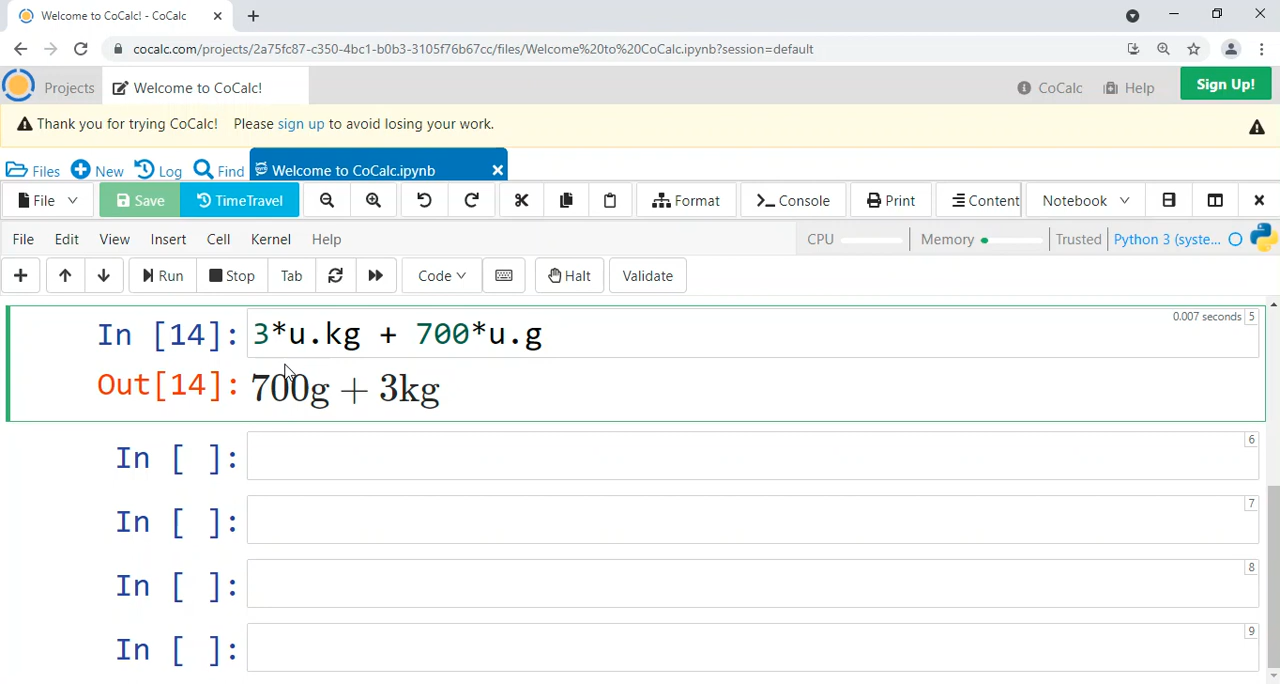 Welcome to CoCalc! - CoCalc
cocalc.com/projects/2a75fc87-c350-4bc1-b0b3-3105f76b67cc/files/Welcome%20to%20CoCalc.ipynb?session=default
Projects Welcome to CoCalc! CoCalc Help Sign Up!
Thank you for trying CoCalc! Please sign up to avoid losing your work.
Files New Log Find Welcome to CoCalc.ipynb
File Save TimeTravel Format Console Print Content Notebook
File Edit View Insert Cell Kernel Help CPU Memory Trusted Python 3 (syste...
Run Stop Tab Code Halt Validate
In [14]: 3*u.kg + 700*u.g 0.007 seconds 5
Out[14]: 700g + 3kg
In [ ]: 6
In [ ]: 7
In [ ]: 8
In [ ]: 9